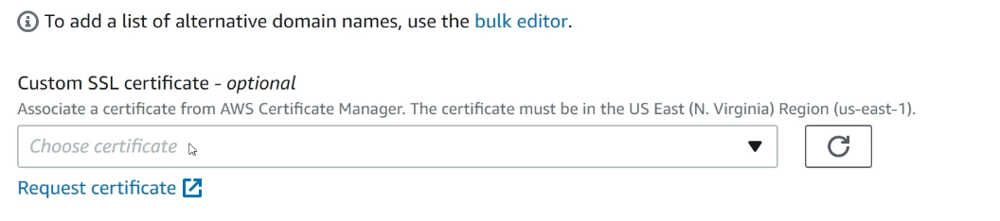 To add a list of alternative domain names, use the bulk editor.
Custom SSL certificate - optional
Associate a certificate from AWS Certificate Manager. The certificate must be in the US East (N. Virginia) Region (us-east-1).
Choose certificate
Request certificate